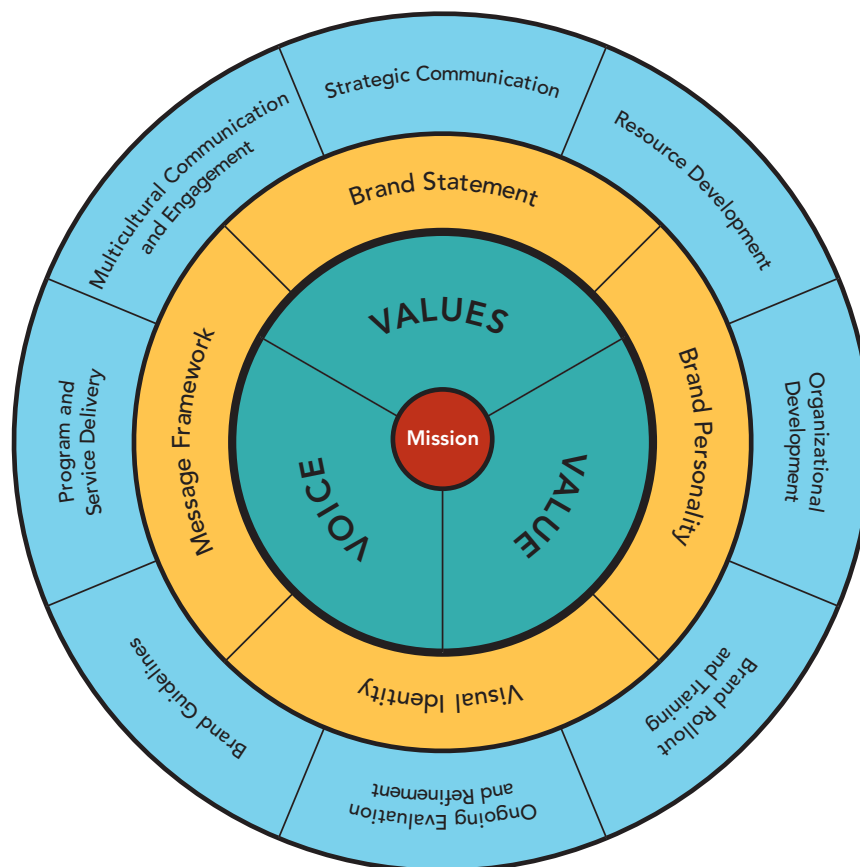 Strategic Communication
Resource Development
Organizational
Development
Brand Rollout
and Training
Ongoing Evaluation
and Refinement
Brand Guidelines
Program and
Service Delivery
Multicultural Communication
and Engagement
Brand Statement
Brand Personality
Visual Identity
Message Framework
VALUES
VALUE
VOICE
Mission